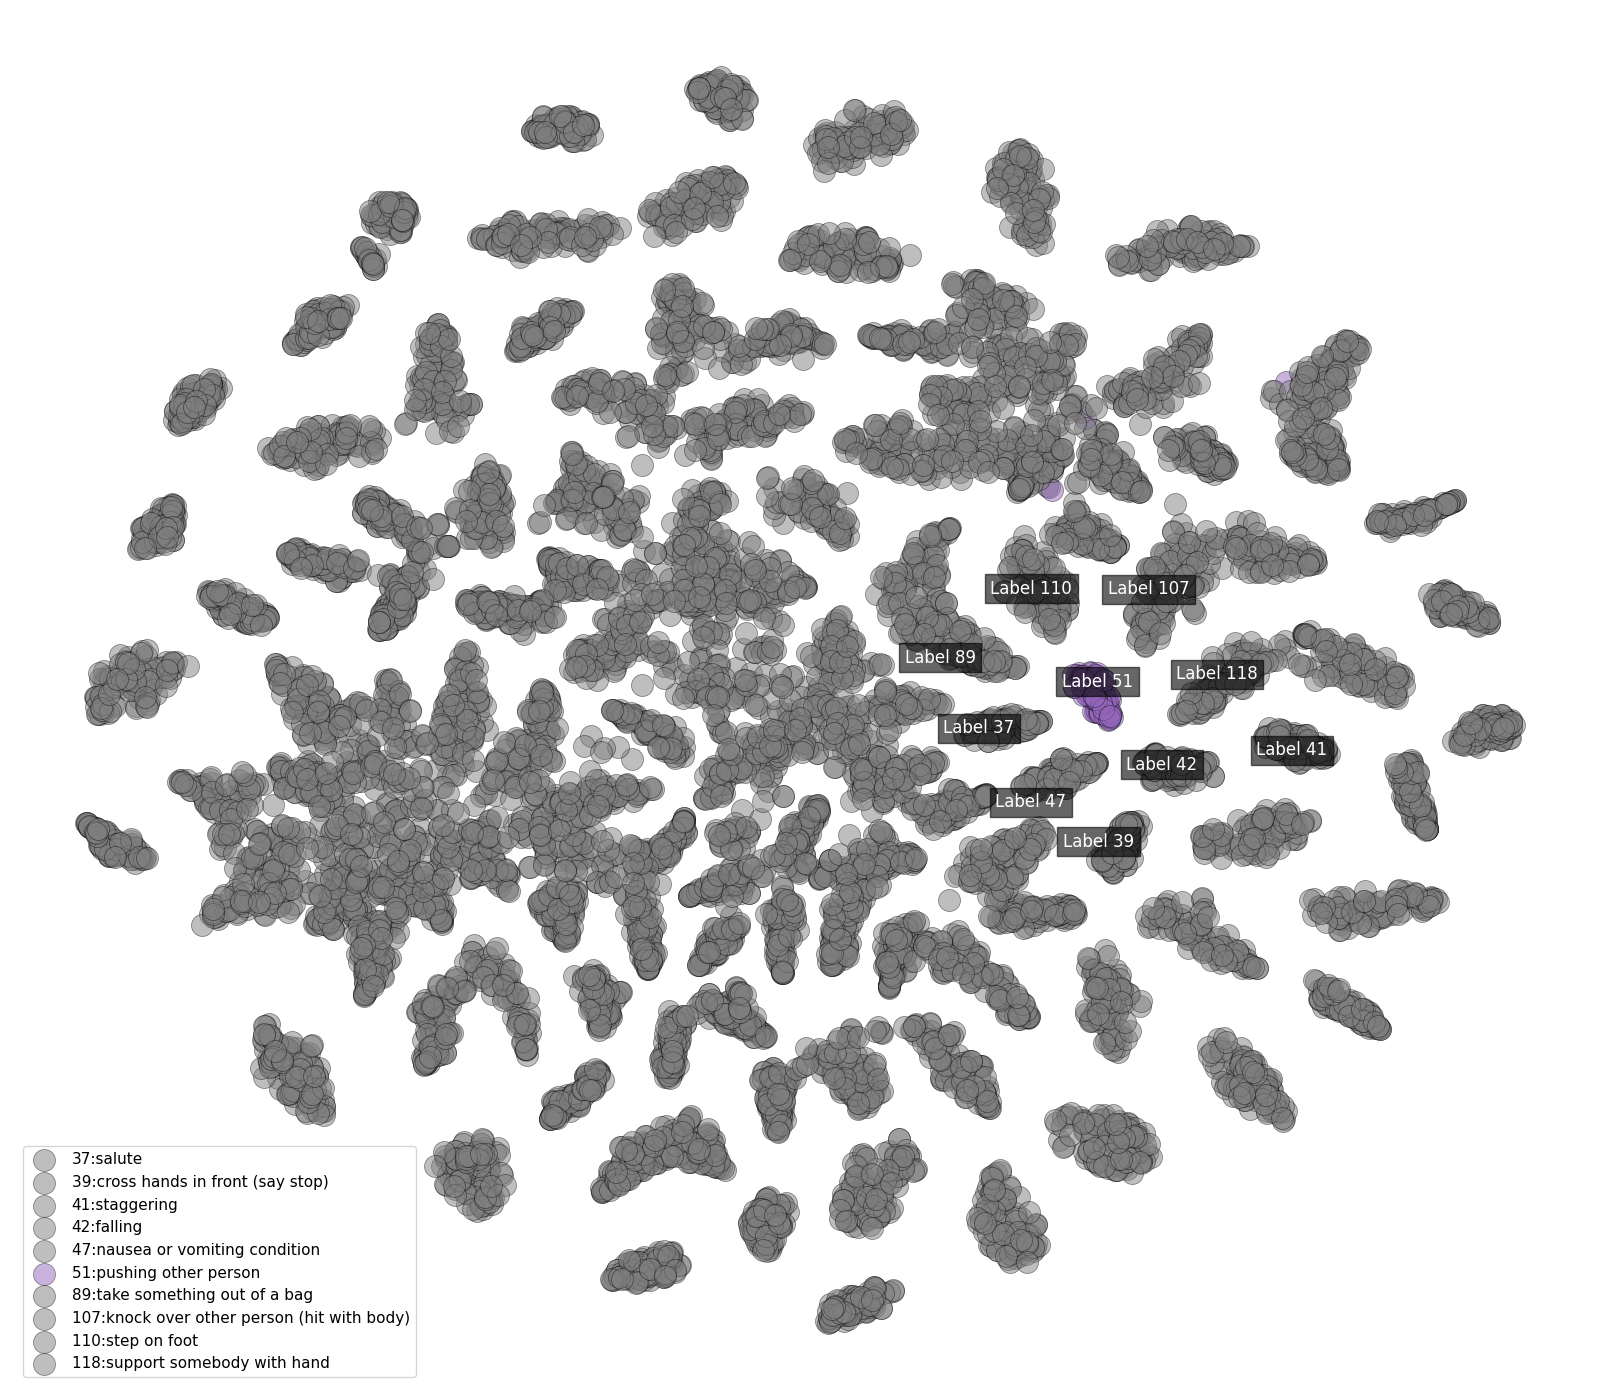 Label 110
Label 107
Label 89
Label 51
Label 118
Label 37
Label 41
Label 42
Label 47
Label 39
37:salute
39:cross hands in front (say stop)
41:staggering
42:falling
47:nausea or vomiting condition
51:pushing other person
89:take something out of a bag
107:knock over other person (hit with body)
110:step on foot
118:support somebody with hand